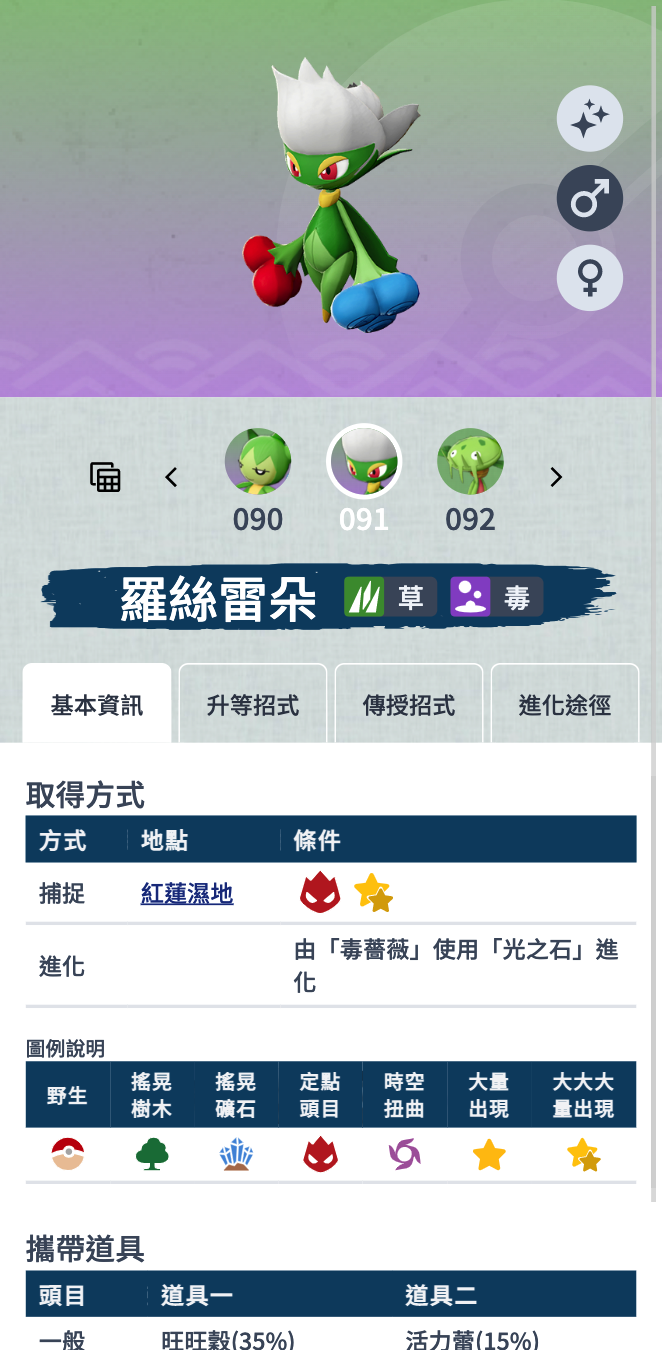 090
091
092
羅絲雷朵 草 毒
基本資訊 升等招式 傳授招式 進化途徑
取得方式
方式 地點 條件
捕捉 紅蓮濕地
進化 由「毒薔薇」使用「光之石」進
化
圖例說明
野生 搖晃 搖晃 定點 時空 大量 大大大
樹木 礦石 頭目 扭曲 出現 量出現
攜帶道具
頭目 道具一 道具二
一般 旺旺穀(35%) 活力蕾(15%)